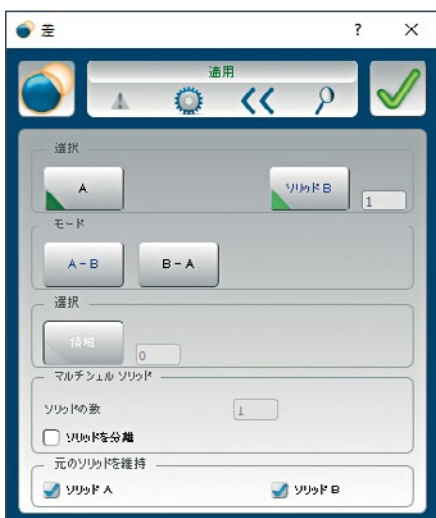 差
?
適用
選択
A
ソリッド B
1
モード
A - B
B - A
選択
領域
0
マルチシェル ソリッド
ソリッドの数
1
ソリッドを分離
元のソリッドを維持
ソリッド A
ソリッド B